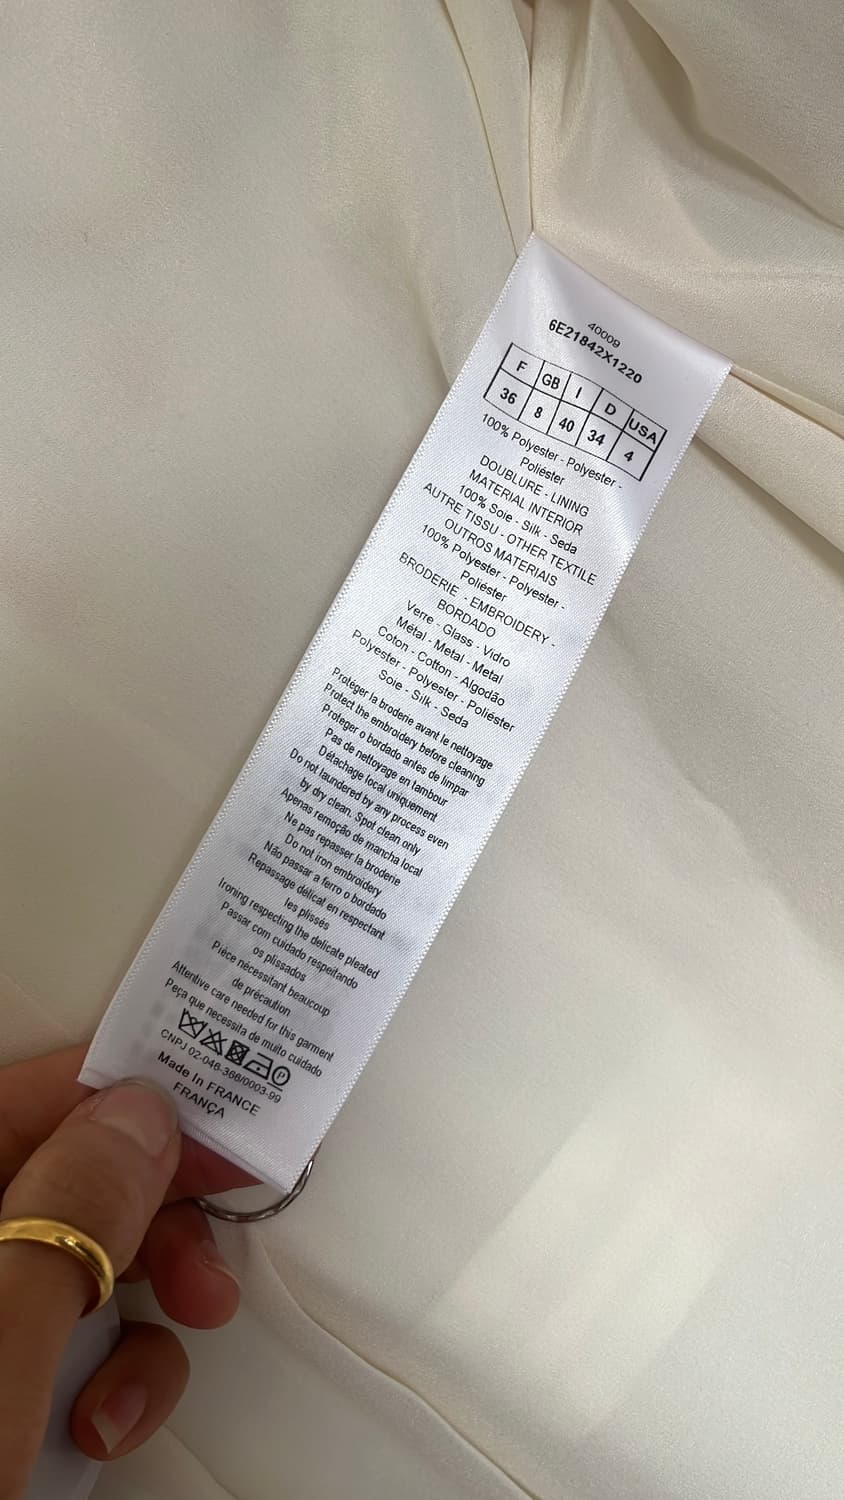 40009
6E21842X1220
F GB I D USA
36 8 40 34 4
100% Polyester - Polyester -
Poliéster
DOUBLURE - LINING
MATERIAL INTERIOR
100% Soie - Silk - Seda
AUTRE TISSU - OTHER TEXTILE
OUTROS MATERIAIS
100% Polyester - Polyester -
Poliéster
BRODERIE - EMBROIDERY -
BORDADO
Verre - Glass - Vidro
Métal - Metal - Metal
Coton - Cotton - Algodão
Polyester - Polyester - Poliéster
Soie - Silk - Seda
Protéger la broderie avant le nettoyage
Protect the embroidery before cleaning
Proteger o bordado antes de limpar
Pas de nettoyage en tambour
Détachage local uniquement
Do not laundered by any process even
by dry clean. Spot clean only
Apenas remoção de mancha local
Ne pas repasser la broderie
Do not iron embroidery
Não passar a ferro o bordado
Repassage délicat en respectant
les plissés
Ironing respecting the delicate pleated
Passar com cuidado respeitando
os plissados
Pièce nécessitant beaucoup
de précaution
Attentive care needed for this garment
Peça que necessita de muito cuidado
P
CNPJ 02-046-366/0003-99
Made In FRANCE
FRANÇA